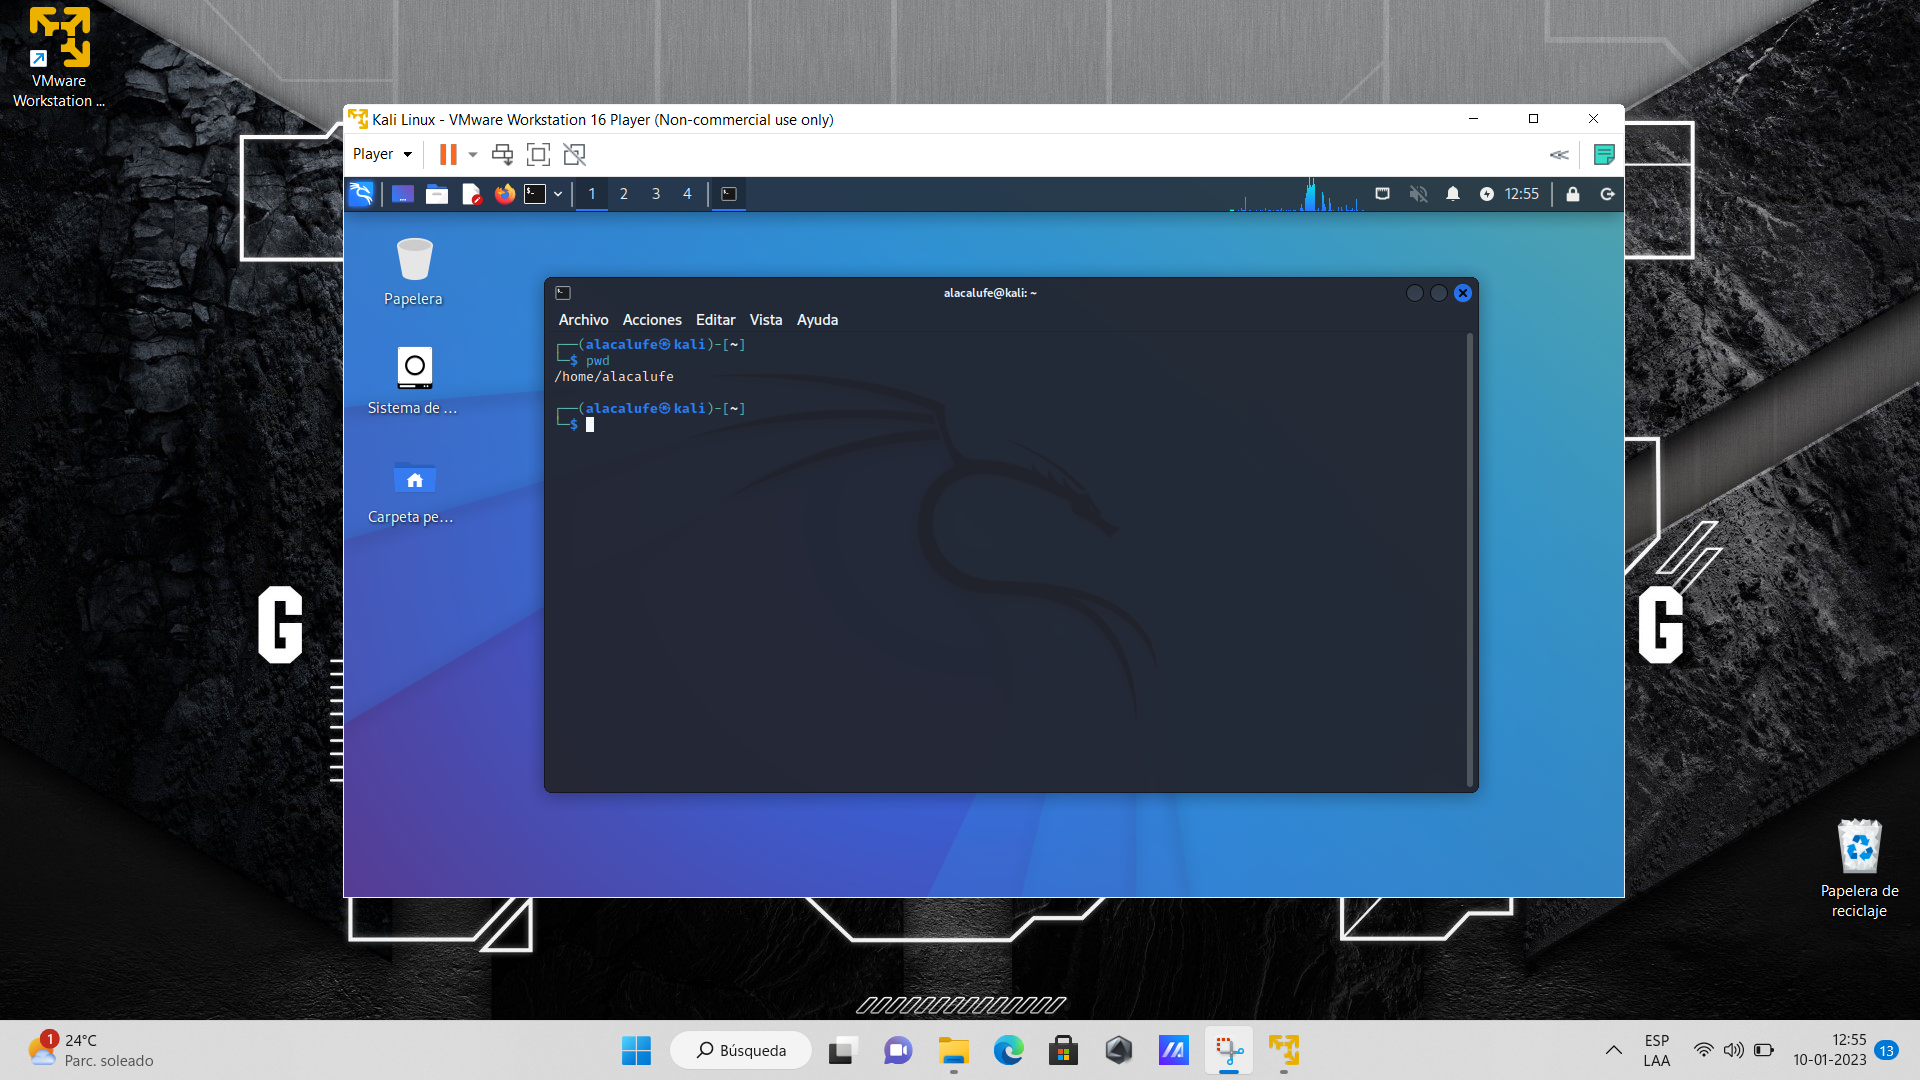 VMware
Workstation ...
Kali Linux - VMware Workstation 16 Player (Non-commercial use only)
Player
1 2 3 4
12:55
Papelera
Sistema de ...
Carpeta pe...
alacalufe@kali: ~
Archivo Acciones Editar Vista Ayuda
┌──(alacalufe㉿kali)-[~]
└─$ pwd
/home/alacalufe
┌──(alacalufe㉿kali)-[~]
└─$
G
G
Papelera de
reciclaje
1
24°C
Parc. soleado
Búsqueda
ESP
LAA
12:55
10-01-2023
13